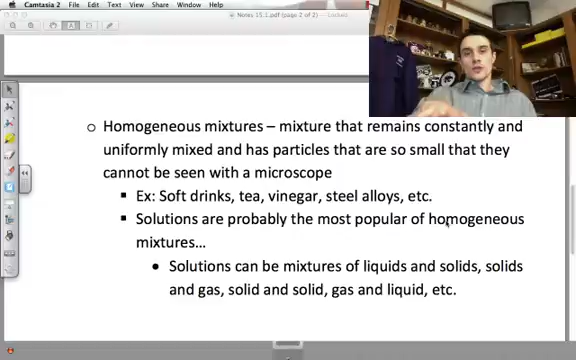 Camtasia 2 File Edit Text View Share Window Help
Notes 15.1.pdf (page 2 of 2) — Locked
o Homogeneous mixtures – mixture that remains constantly and
uniformly mixed and has particles that are so small that they
cannot be seen with a microscope
▪ Ex: Soft drinks, tea, vinegar, steel alloys, etc.
▪ Solutions are probably the most popular of homogeneous
mixtures…
• Solutions can be mixtures of liquids and solids, solids
and gas, solid and solid, gas and liquid, etc.